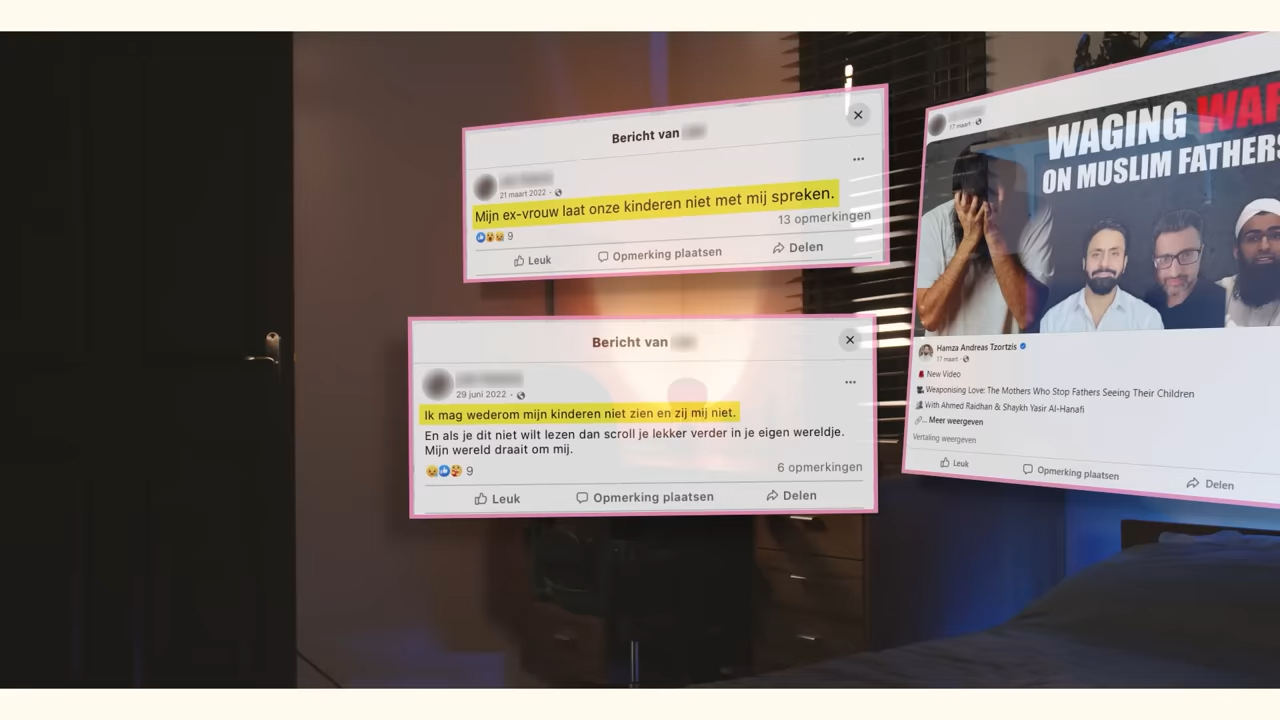 Bericht van
21 maart 2022
Mijn ex-vrouw laat onze kinderen niet met mij spreken.
9
13 opmerkingen
Leuk
Opmerking plaatsen
Delen
Bericht van
29 juni 2022
Ik mag wederom mijn kinderen niet zien en zij mij niet.
En als je dit niet wilt lezen dan scroll je lekker verder in je eigen wereldje.
Mijn wereld draait om mij.
9
6 opmerkingen
Leuk
Opmerking plaatsen
Delen
17 maart
WAGING WAR
ON MUSLIM FATHERS
Hamza Andreas Tzortzis
17 maart
New Video
Weaponising Love: The Mothers Who Stop Fathers Seeing Their Children
With Ahmed Raidhan & Shaykh Yasir Al-Hanafi
... Meer weergeven
Vertaling weergeven
Leuk
Opmerking plaatsen
Delen